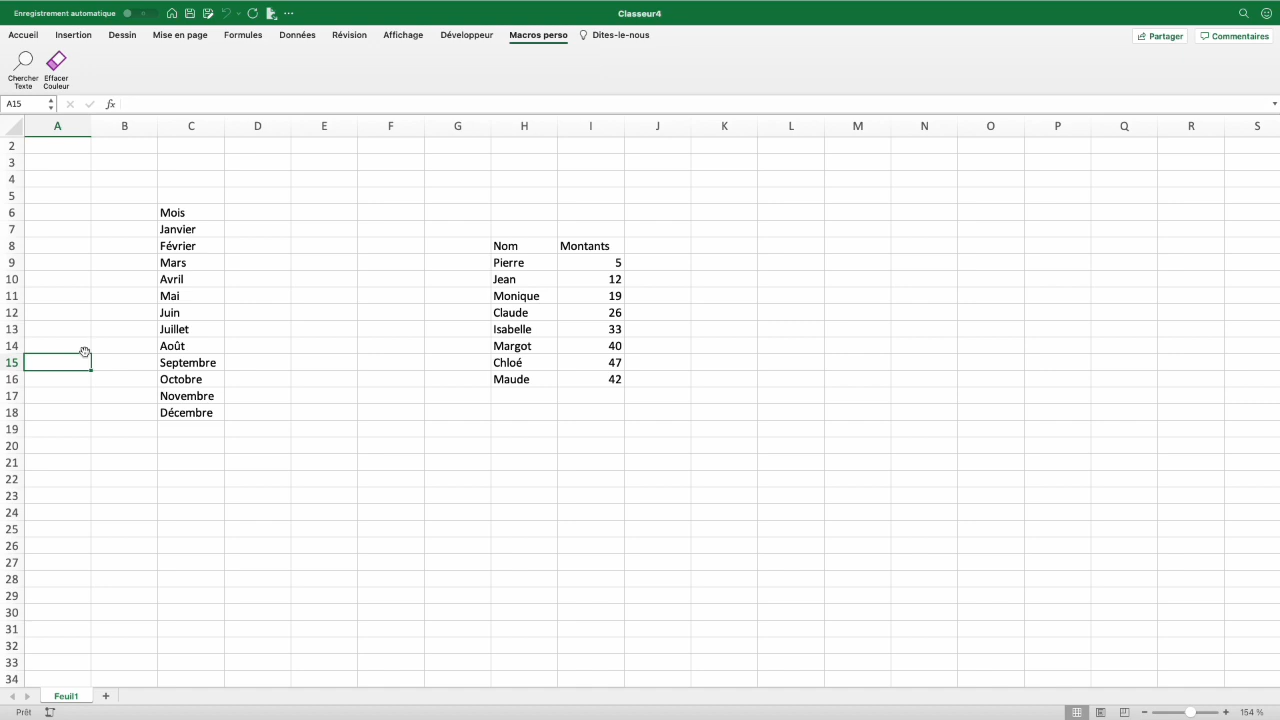 Enregistrement automatique
Classeur4
Accueil Insertion Dessin Mise en page Formules Données Révision Affichage Développeur Macros perso Dites-le-nous Partager Commentaires
Chercher Texte
Effacer Couleur
A15 fx
A B C D E F G H I J K L M N O P Q R S
2
3
4
5
6 Mois
7 Janvier
8 Février Nom Montants
9 Mars Pierre 5
10 Avril Jean 12
11 Mai Monique 19
12 Juin Claude 26
13 Juillet Isabelle 33
14 Août Margot 40
15 Septembre Chloé 47
16 Octobre Maude 42
17 Novembre
18 Décembre
19
20
21
22
23
24
25
26
27
28
29
30
31
32
33
34
Feuil1 +
Prêt 154 %